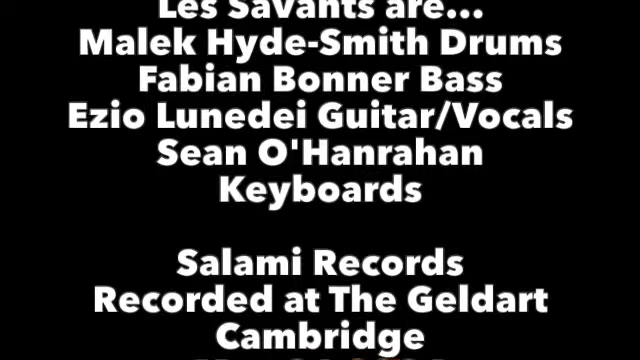 Les Savants are...
Malek Hyde-Smith Drums
Fabian Bonner Bass
Ezio Lunedei Guitar/Vocals
Sean O'Hanrahan
Keyboards
Salami Records
Recorded at The Geldart
Cambridge